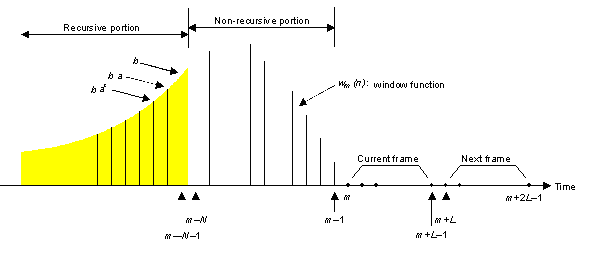 Recursive portion
Non-recursive portion
b
b a
b a²
wₘ (n): window function
Current frame
Next frame
m
m+2L–1
Time
m–N
m–1
m+L
m—N–1
m+L–1